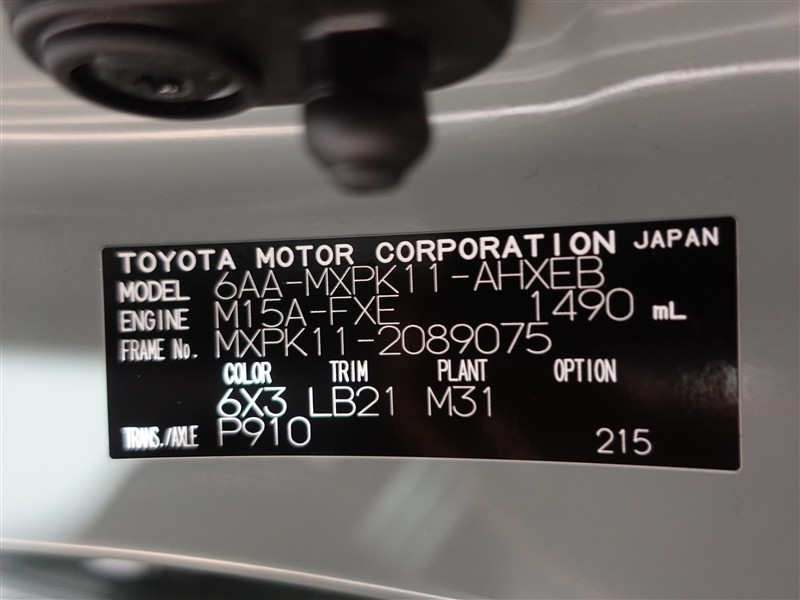 TOYOTA MOTOR CORPORATION JAPAN
MODEL 6AA-MXPK11-AHXEB
ENGINE M15A-FXE 1490 mL
FRAME No. MXPK11-2089075
COLOR TRIM PLANT OPTION
6X3 LB21 M31
TRANS./AXLE P910 215